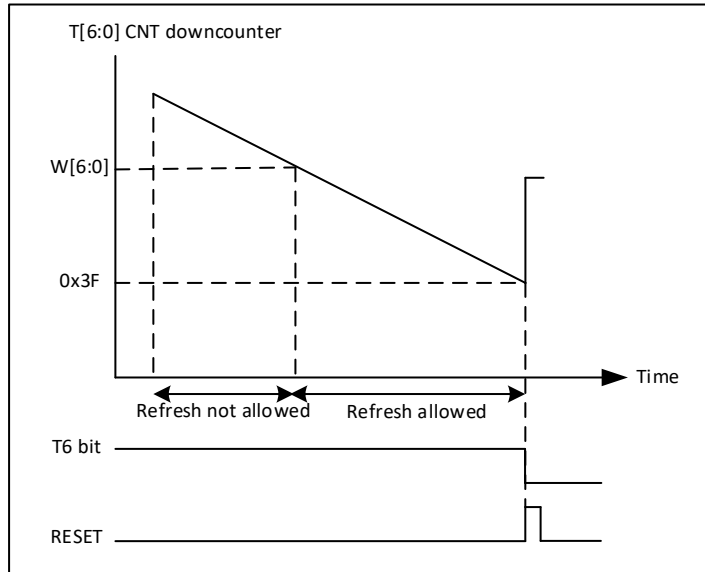 T[6:0] CNT downcounter
W[6:0]
0x3F
Time
Refresh not allowed
Refresh allowed
T6 bit
RESET